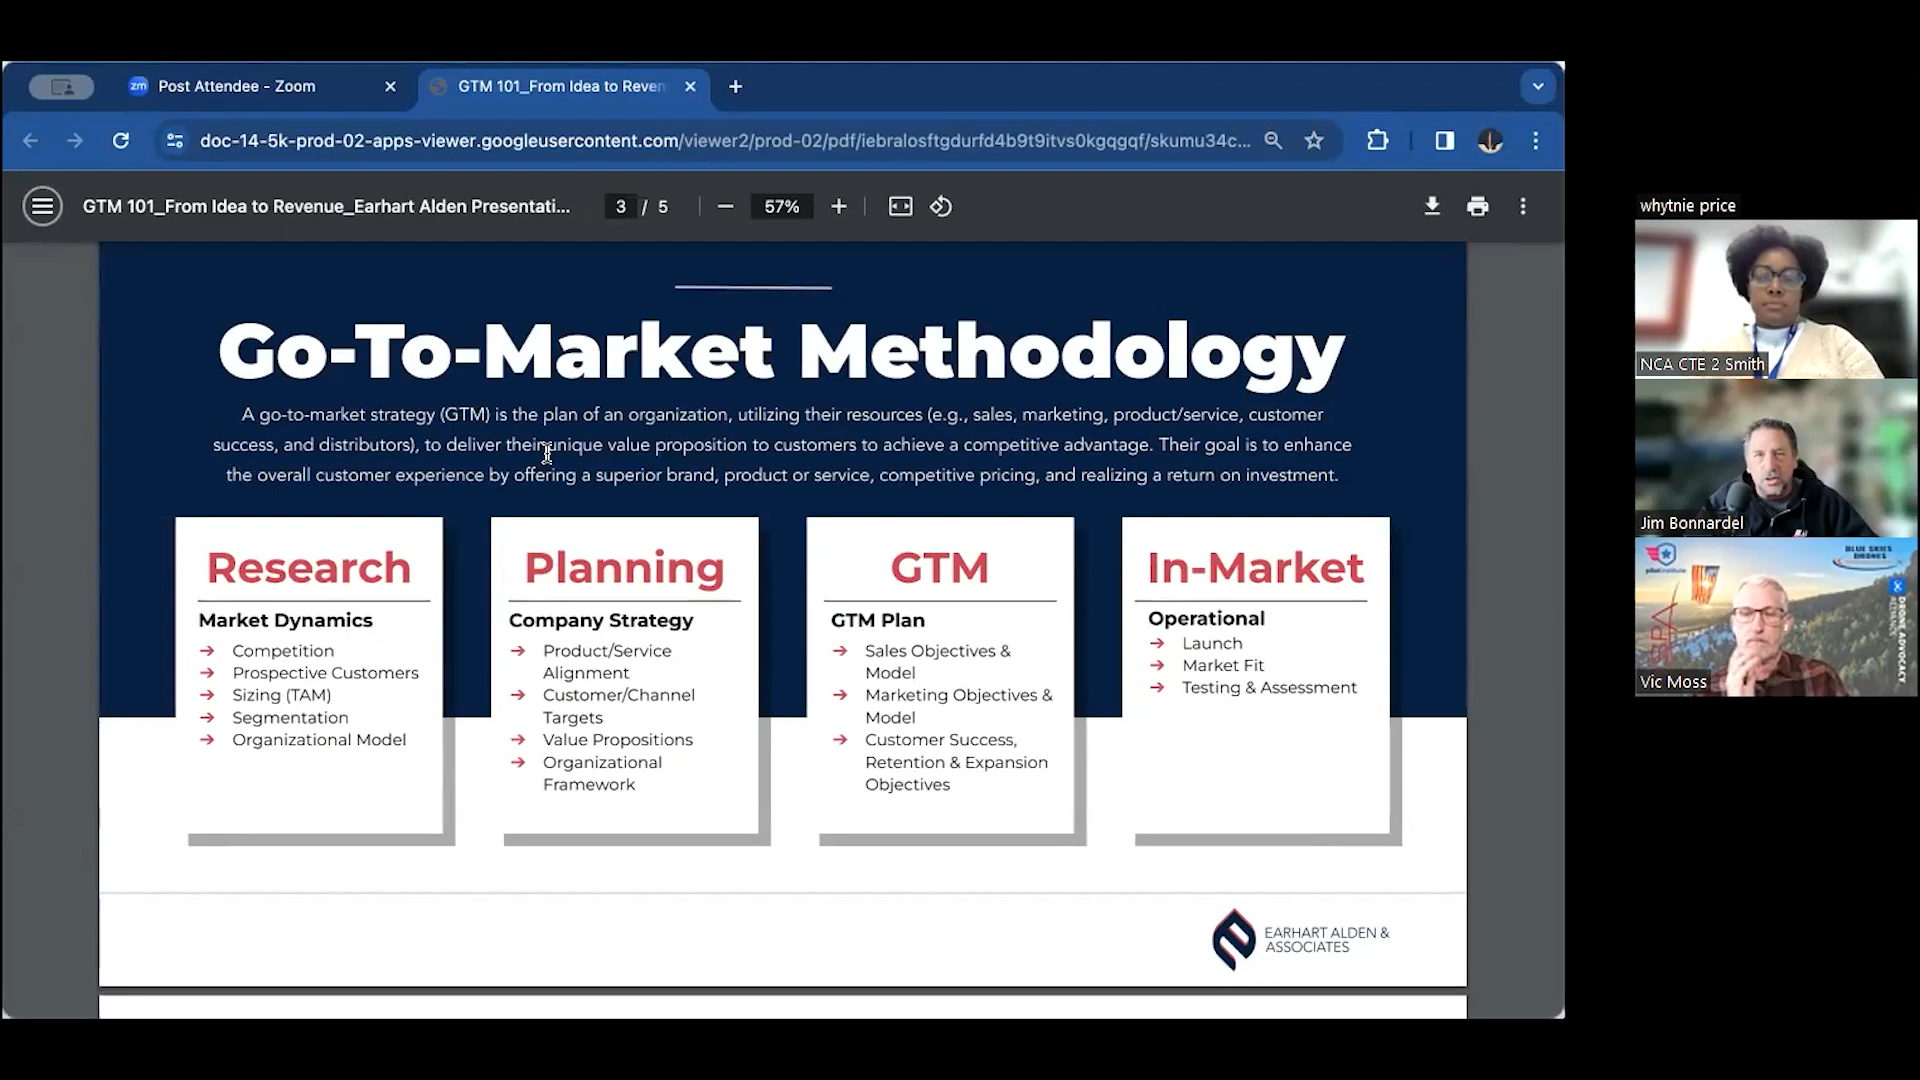 Post Attendee - Zoom
GTM 101_From Idea to Reven
doc-14-5k-prod-02-apps-viewer.googleusercontent.com/viewer2/prod-02/pdf/iebralosftgdurfd4b9t9itvs0kgqgqf/skumu34c...
GTM 101_From Idea to Revenue_Earhart Alden Presentati...
3 / 5
57%
Go-To-Market Methodology
A go-to-market strategy (GTM) is the plan of an organization, utilizing their resources (e.g., sales, marketing, product/service, customer
success, and distributors), to deliver their unique value proposition to customers to achieve a competitive advantage. Their goal is to enhance
the overall customer experience by offering a superior brand, product or service, competitive pricing, and realizing a return on investment.
Research
Market Dynamics
→ Competition
→ Prospective Customers
→ Sizing (TAM)
→ Segmentation
→ Organizational Model
Planning
Company Strategy
→ Product/Service
Alignment
→ Customer/Channel
Targets
→ Value Propositions
→ Organizational
Framework
GTM
GTM Plan
→ Sales Objectives &
Model
→ Marketing Objectives &
Model
→ Customer Success,
Retention & Expansion
Objectives
In-Market
Operational
→ Launch
→ Market Fit
→ Testing & Assessment
EARHART ALDEN &
ASSOCIATES
whytnie price
NCA CTE 2 Smith
Jim Bonnardel
BLUE SKIES
DRONES
DRONE ADVOCACY
Vic Moss